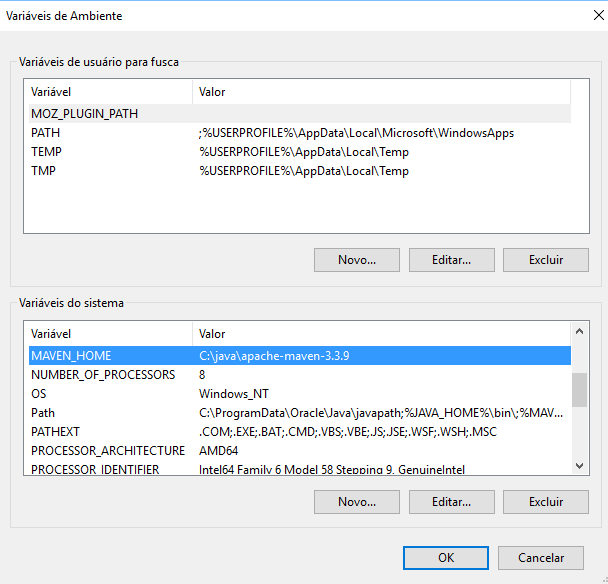 Variáveis de Ambiente
Variáveis de usuário para fusca
Variável Valor
MOZ_PLUGIN_PATH
PATH ;%USERPROFILE%\AppData\Local\Microsoft\WindowsApps
TEMP %USERPROFILE%\AppData\Local\Temp
TMP %USERPROFILE%\AppData\Local\Temp
Novo... Editar... Excluir
Variáveis do sistema
Variável Valor
MAVEN_HOME C:\java\apache-maven-3.3.9
NUMBER_OF_PROCESSORS 8
OS Windows_NT
Path C:\ProgramData\Oracle\Java\javapath;%JAVA_HOME%\bin\;%MAV...
PATHEXT .COM;.EXE;.BAT;.CMD;.VBS;.VBE;.JS;.JSE;.WSF;.WSH;.MSC
PROCESSOR_ARCHITECTURE AMD64
PROCESSOR_IDENTIFIER Intel64 Family 6 Model 58 Stepping 9, GenuineIntel
Novo... Editar... Excluir
OK Cancelar